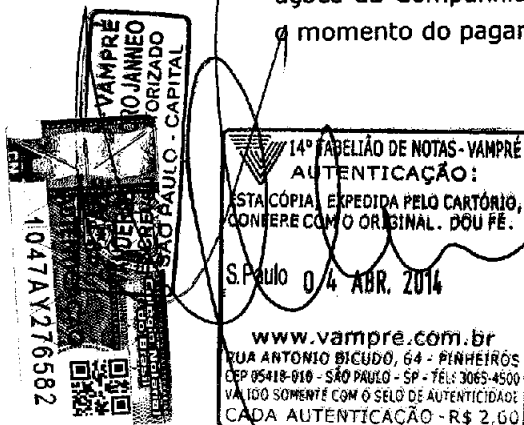 ações da Companhia
o momento do pagar
VAMPRÉ
RO JANNEO
ORIZADO
SÃO PAULO - CAPITAL
1047AY276582
14º TABELIÃO DE NOTAS - VAMPRÉ
AUTENTICAÇÃO:
ESTA CÓPIA, EXPEDIDA PELO CARTÓRIO,
CONFERE COM O ORIGINAL. DOU FÉ.
S. Paulo 04 ABR. 2014
www.vampre.com.br
RUA ANTONIO BICUDO, 64 - PINHEIROS
CEP 05418-010 - SÃO PAULO - SP - TEL: 3065-4500
VÁLIDO SOMENTE COM O SELO DE AUTENTICIDADE
CADA AUTENTICAÇÃO - R$ 2,60